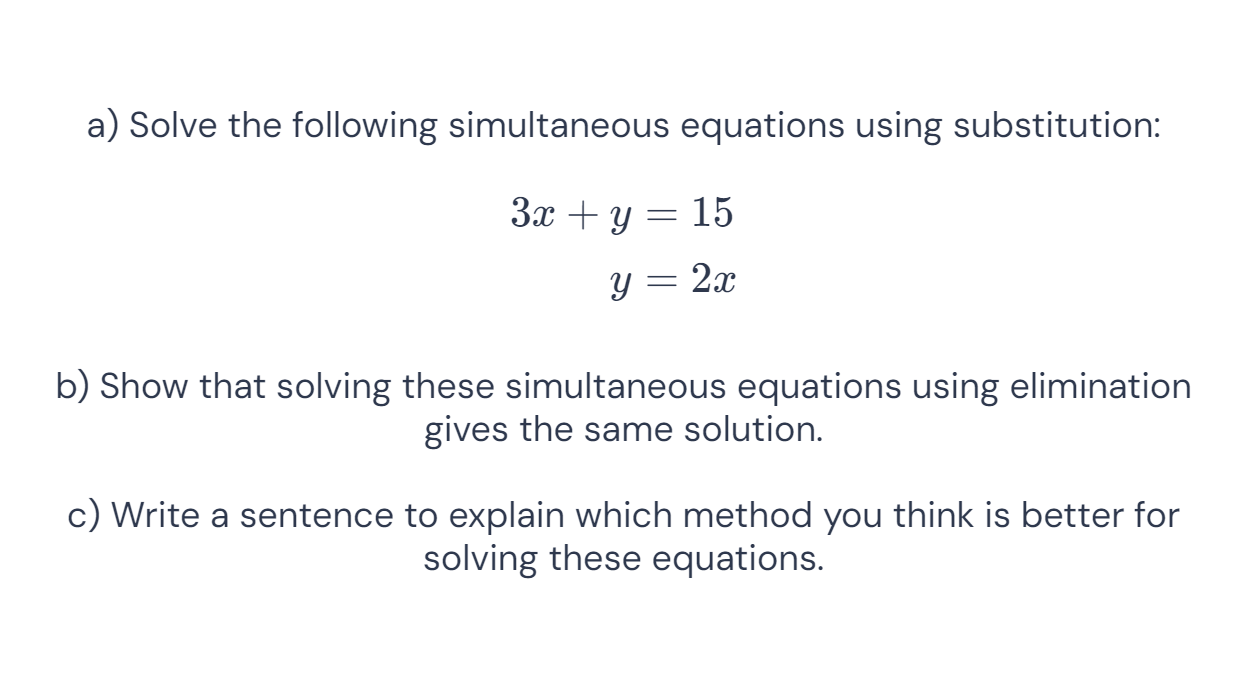 a) Solve the following simultaneous equations using substitution:
3x + y = 15
y = 2x
b) Show that solving these simultaneous equations using elimination
gives the same solution.
c) Write a sentence to explain which method you think is better for
solving these equations.